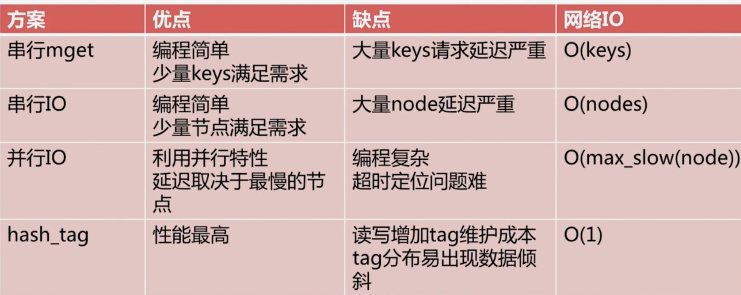 方案 优点 缺点 网络IO
串行mget 编程简单 大量keys请求延迟严重 O(keys)
少量keys满足需求
串行IO 编程简单 大量node延迟严重 O(nodes)
少量节点满足需求
并行IO 利用并行特性 编程复杂 O(max_slow(node))
延迟取决于最慢的节 超时定位问题难
点
hash_tag 性能最高 读写增加tag维护成本 O(1)
tag分布易出现数据倾
斜